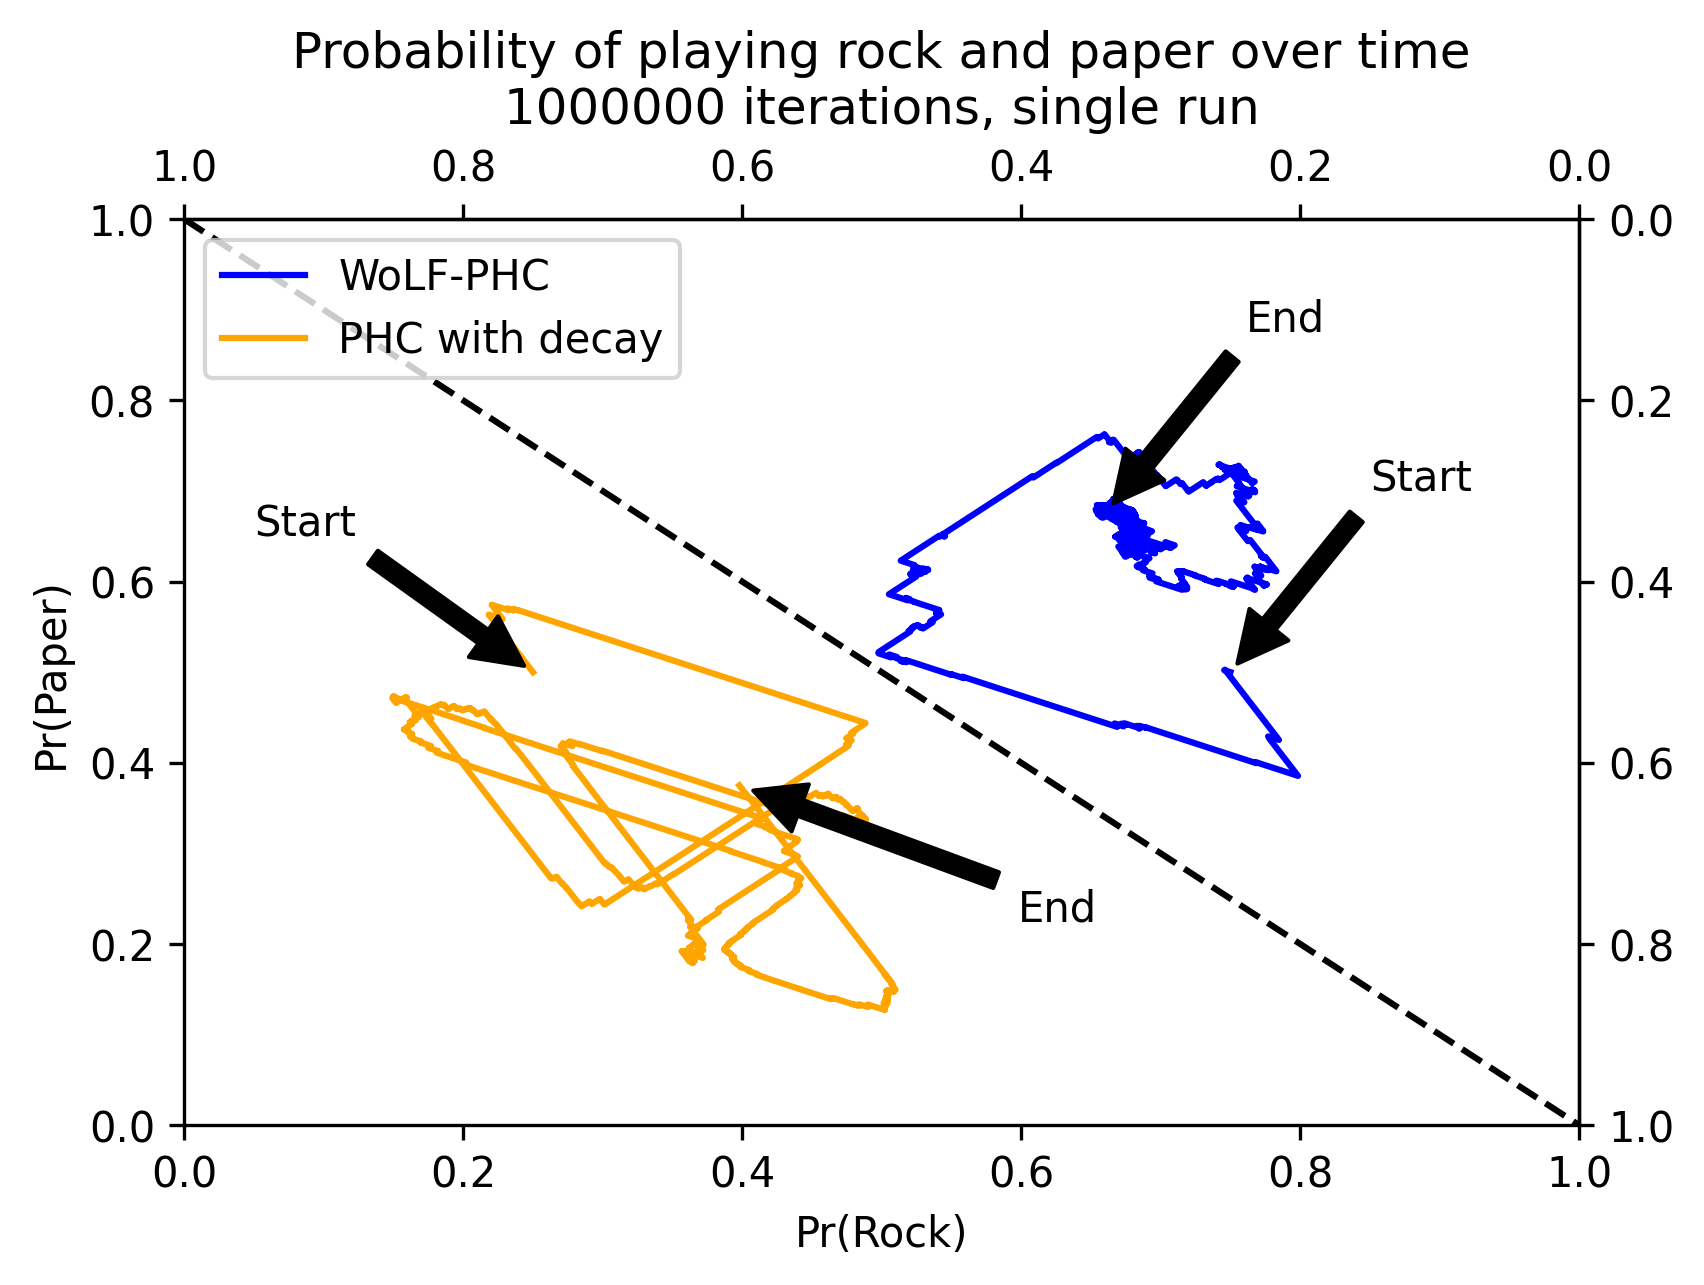 Probability of playing rock and paper over time
1000000 iterations, single run
1.0 0.8 0.6 0.4 0.2 0.0
1.0 0.0
WoLF-PHC
End
PHC with decay
0.8 0.2
Start
Start
0.6 0.4
Pr(Paper)
0.4 0.6
End
0.2 0.8
0.0 1.0
0.0 0.2 0.4 0.6 0.8 1.0
Pr(Rock)